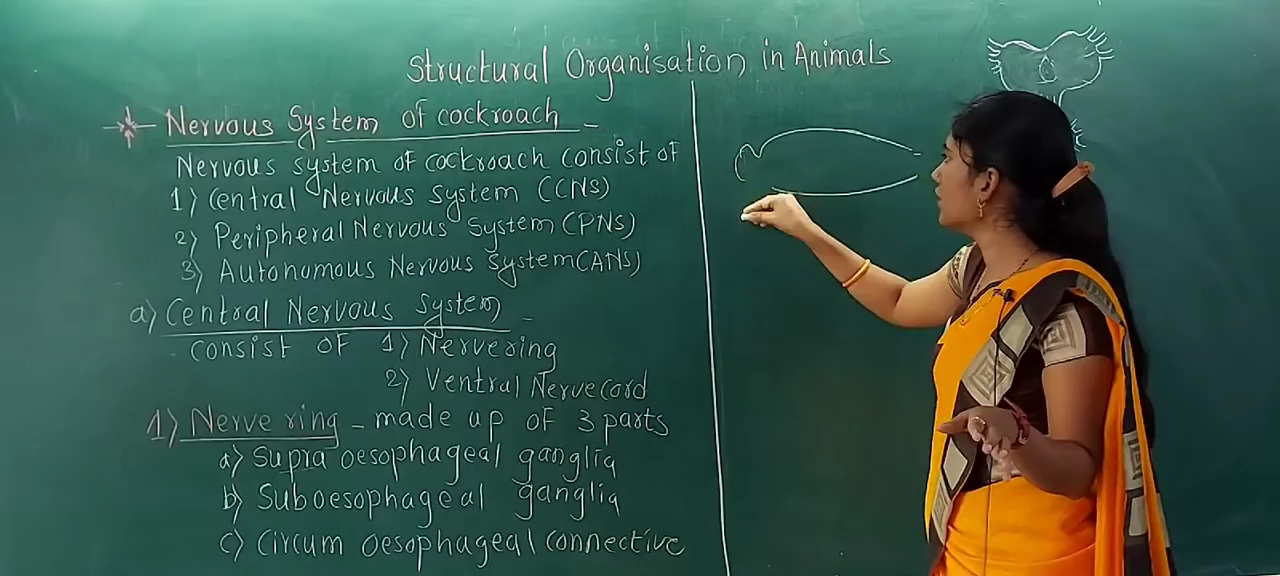 Structural Organisation in Animals
Nervous System of cockroach -
Nervous system of cockroach consist of
1) Central Nervous system (CNS)
2) Peripheral Nervous System (PNS)
3) Autonomous Nervous System (ANS)
a) Central Nervous system -
consist of 1) Nervering
2) Ventral Nerve cord
1) Nerve ring - made up of 3 parts
a) Supra oesophageal ganglia
b) Suboesophageal ganglia
c) Circum oesophageal connective